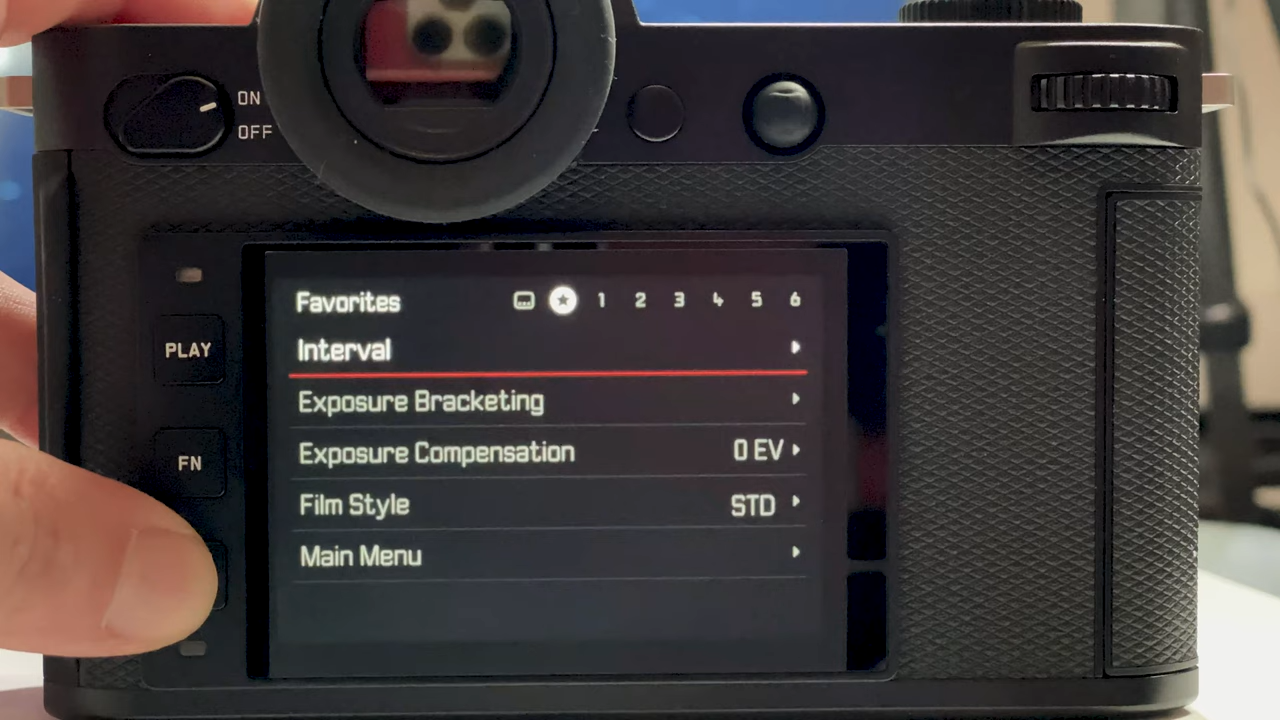 ON
OFF
PLAY
FN
Favorites 1 2 3 4 5 6
Interval
Exposure Bracketing
Exposure Compensation 0 EV
Film Style STD
Main Menu